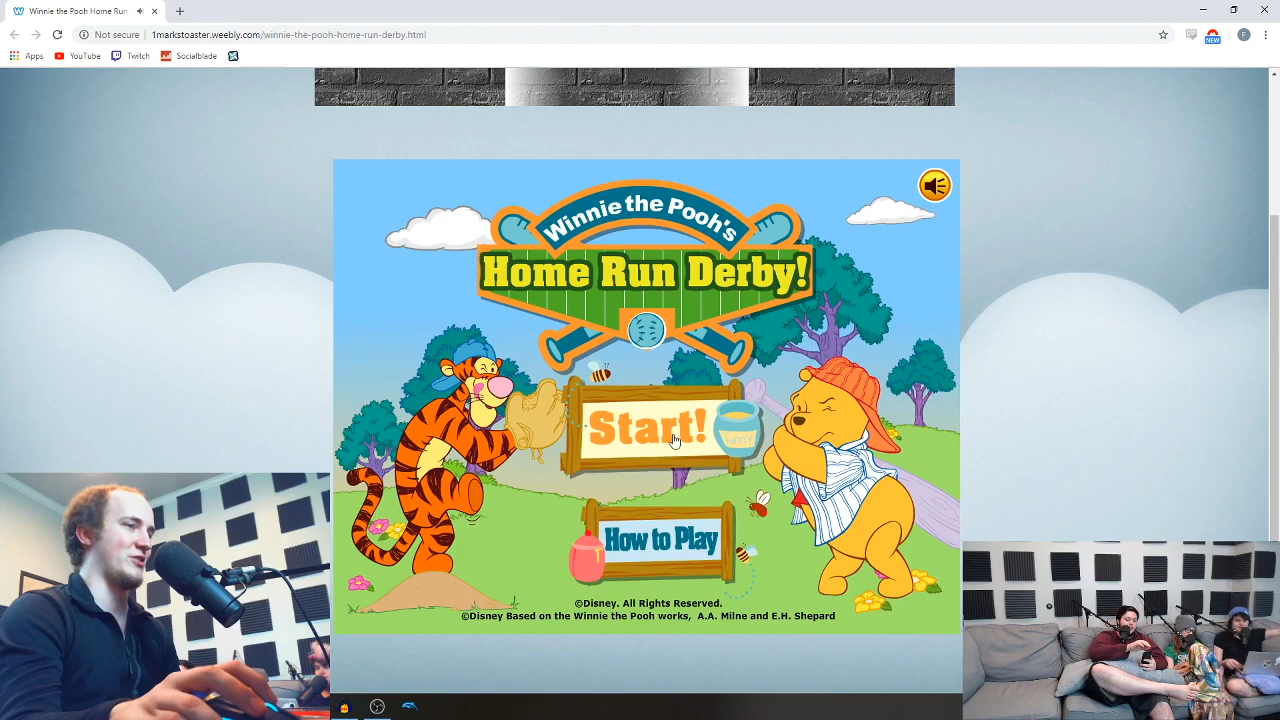 Winnie the Pooh Home Run
Not secure | 1markstoaster.weebly.com/winnie-the-pooh-home-run-derby.html
NEW
F
Apps YouTube Twitch Socialblade
Winnie the Pooh's
Home Run Derby!
Start!
HUNNY
How to Play
©Disney. All Rights Reserved.
©Disney Based on the Winnie the Pooh works, A.A. Milne and E.H. Shepard